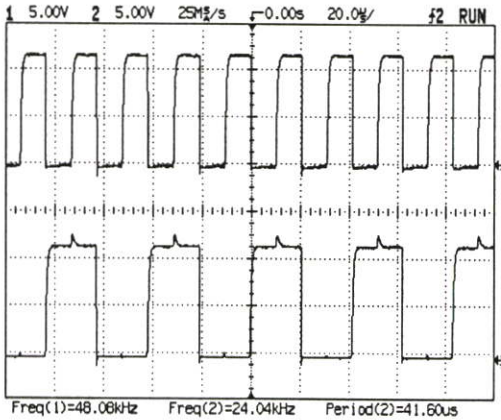 1 5.00V 2 5.00V 25MS/s -0.00s 20.0µs/ ƒ2 RUN
Freq(1)=48.08kHz Freq(2)=24.04kHz Period(2)=41.60us